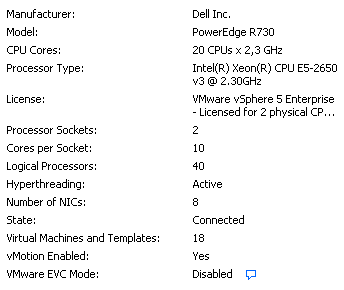 Manufacturer: Dell Inc.
Model: PowerEdge R730
CPU Cores: 20 CPUs x 2,3 GHz
Processor Type: Intel(R) Xeon(R) CPU E5-2650
v3 @ 2.30GHz
License: VMware vSphere 5 Enterprise
- Licensed for 2 physical CP...
Processor Sockets: 2
Cores per Socket: 10
Logical Processors: 40
Hyperthreading: Active
Number of NICs: 8
State: Connected
Virtual Machines and Templates: 18
vMotion Enabled: Yes
VMware EVC Mode: Disabled